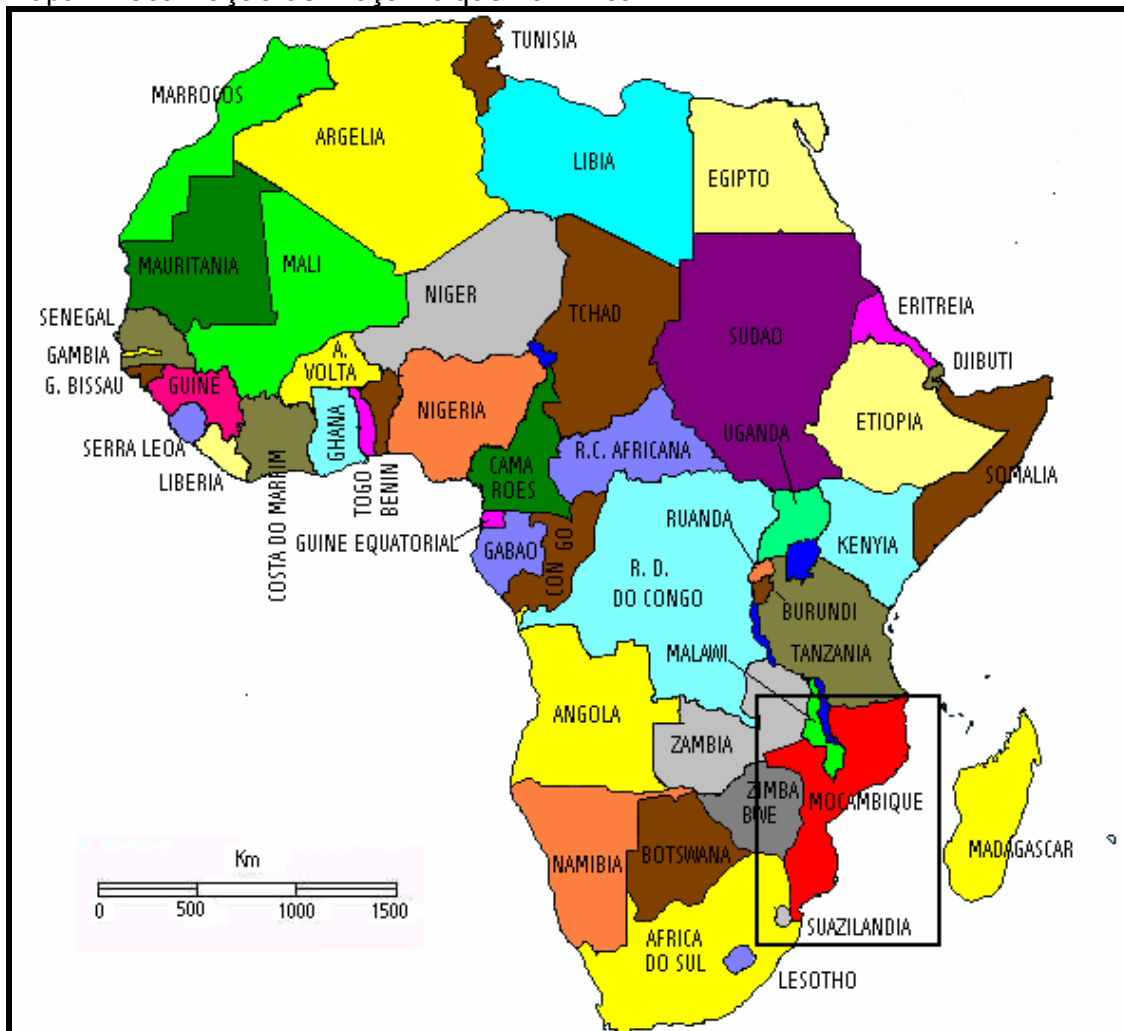 TUNISIA
MARROCOS
ARGELIA
LIBIA
EGIPTO
MAURITANIA
MALI
NIGER
TCHAD
SUDAO
ERITREIA
SENEGAL
GAMBIA
G. BISSAU
GUINE
A.
VOLTA
NIGERIA
DJIBUTI
ETIOPIA
UGANDA
SERRA LEOA
LIBERIA
COSTA DO MARFIM
GHANA
TOGO
BENIN
CAMA
ROES
R.C. AFRICANA
SOMALIA
GUINE EQUATORIAL
GABAO
CON GO
RUANDA
KENYIA
R. D.
DO CONGO
BURUNDI
MALAWI
TANZANIA
ANGOLA
ZAMBIA
ZIMBA
BWE
MOCAMBIQUE
MADAGASCAR
NAMIBIA
BOTSWANA
SUAZILANDIA
AFRICA
DO SUL
LESOTHO
Km
0 500 1000 1500